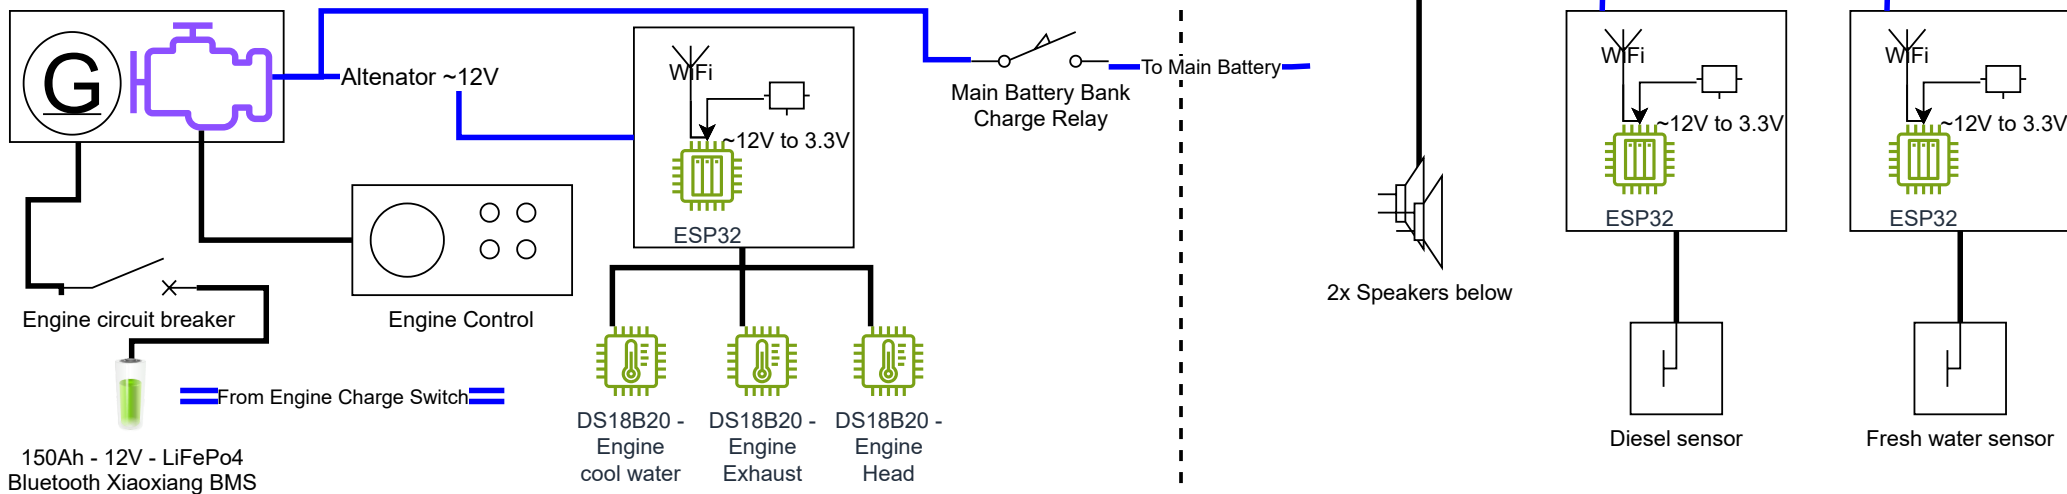 G
Altenator ~12V
WiFi
~12V to 3.3V
ESP32
Main Battery Bank
Charge Relay
To Main Battery
WiFi
~12V to 3.3V
ESP32
WiFi
~12V to 3.3V
ESP32
Engine circuit breaker
Engine Control
2x Speakers below
From Engine Charge Switch
DS18B20 -
Engine
cool water
DS18B20 -
Engine
Exhaust
DS18B20 -
Engine
Head
Diesel sensor
Fresh water sensor
150Ah - 12V - LiFePo4
Bluetooth Xiaoxiang BMS